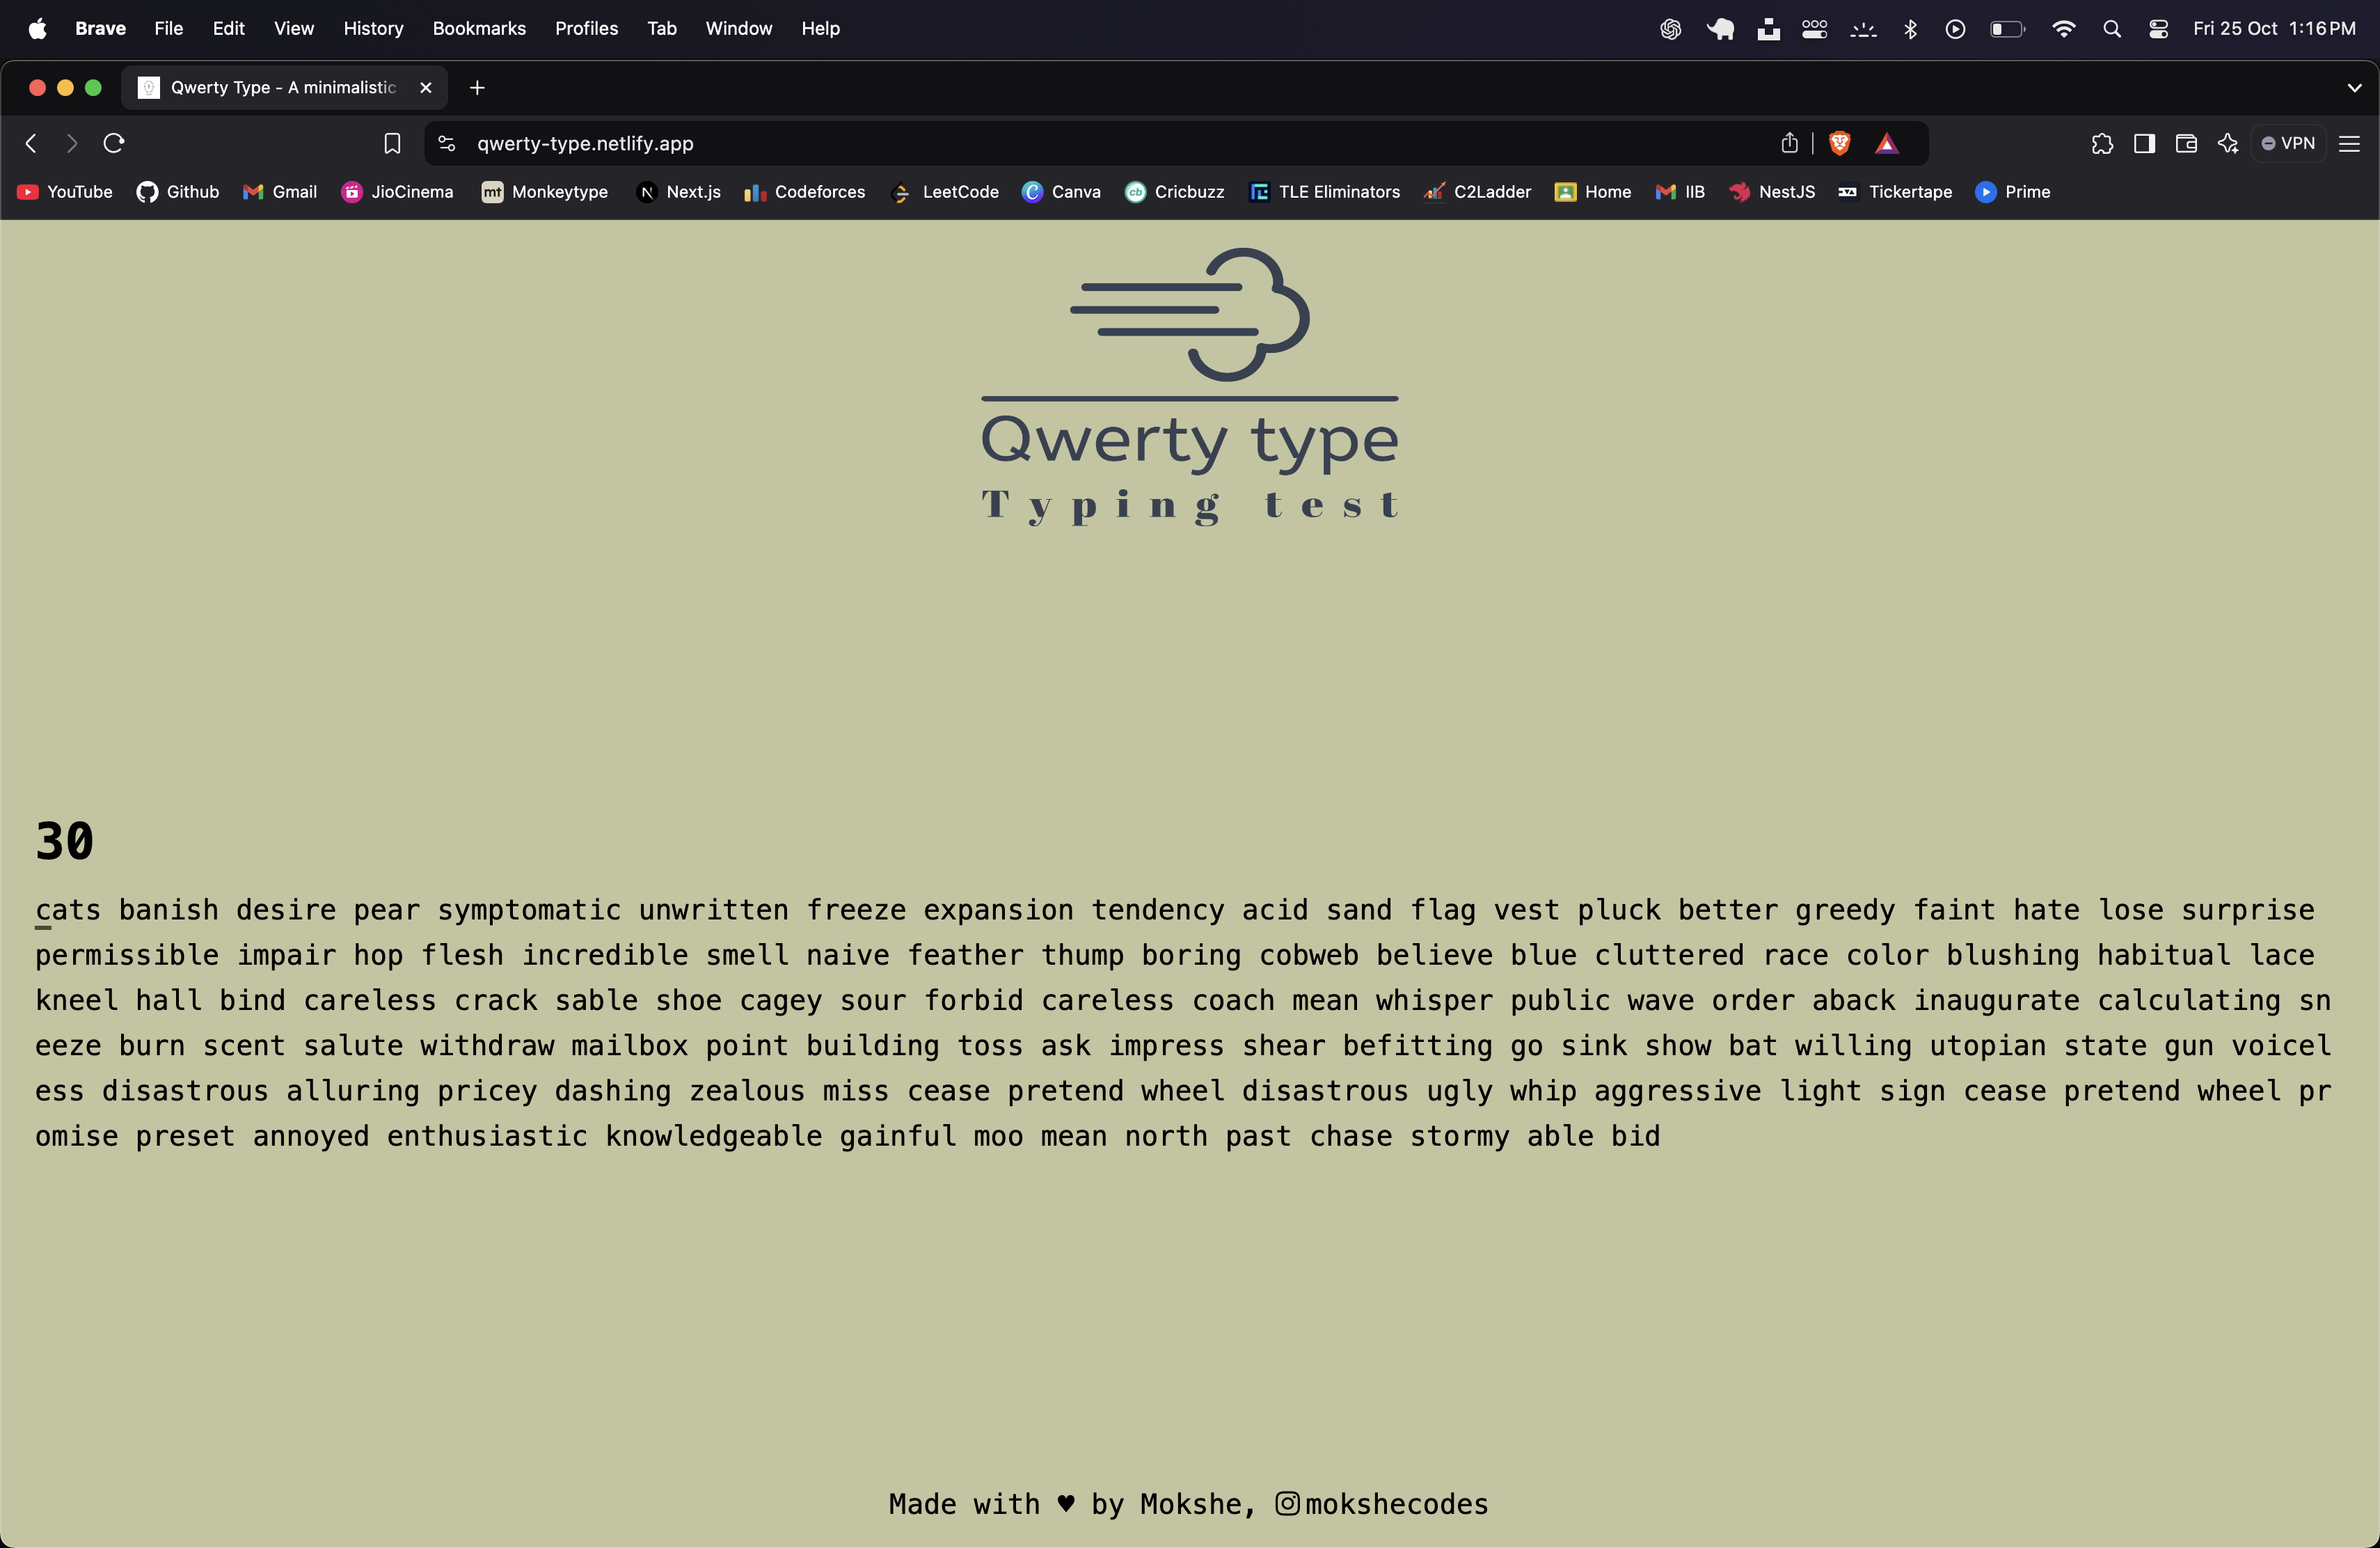 Brave File Edit View History Bookmarks Profiles Tab Window Help Fri 25 Oct 1:16 PM
Qwerty Type - A minimalistic
qwerty-type.netlify.app VPN
YouTube Github Gmail JioCinema mt Monkeytype N Next.js Codeforces LeetCode C Canva cb Cricbuzz TLE Eliminators C2Ladder Home IIB NestJS Tickertape Prime
Qwerty type
Typing test
30
cats banish desire pear symptomatic unwritten freeze expansion tendency acid sand flag vest pluck better greedy faint hate lose surprise
permissible impair hop flesh incredible smell naive feather thump boring cobweb believe blue cluttered race color blushing habitual lace
kneel hall bind careless crack sable shoe cagey sour forbid careless coach mean whisper public wave order aback inaugurate calculating sn
eeze burn scent salute withdraw mailbox point building toss ask impress shear befitting go sink show bat willing utopian state gun voicel
ess disastrous alluring pricey dashing zealous miss cease pretend wheel disastrous ugly whip aggressive light sign cease pretend wheel pr
omise preset annoyed enthusiastic knowledgeable gainful moo mean north past chase stormy able bid
Made with ♥ by Mokshe, mokshecodes